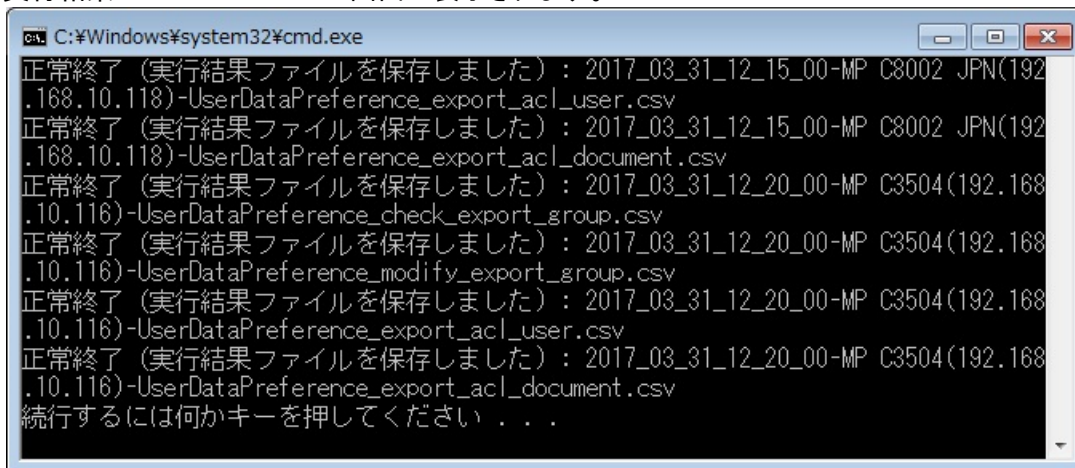 C:¥Windows¥system32¥cmd.exe
正常終了（実行結果ファイルを保存しました）: 2017_03_31_12_15_00-MP C8002 JPN(192
.168.10.118)-UserDataPreference_export_acl_user.csv
正常終了（実行結果ファイルを保存しました）: 2017_03_31_12_15_00-MP C8002 JPN(192
.168.10.118)-UserDataPreference_export_acl_document.csv
正常終了（実行結果ファイルを保存しました）: 2017_03_31_12_20_00-MP C3504(192.168
.10.116)-UserDataPreference_check_export_group.csv
正常終了（実行結果ファイルを保存しました）: 2017_03_31_12_20_00-MP C3504(192.168
.10.116)-UserDataPreference_modify_export_group.csv
正常終了（実行結果ファイルを保存しました）: 2017_03_31_12_20_00-MP C3504(192.168
.10.116)-UserDataPreference_export_acl_user.csv
正常終了（実行結果ファイルを保存しました）: 2017_03_31_12_20_00-MP C3504(192.168
.10.116)-UserDataPreference_export_acl_document.csv
続行するには何かキーを押してください . . .